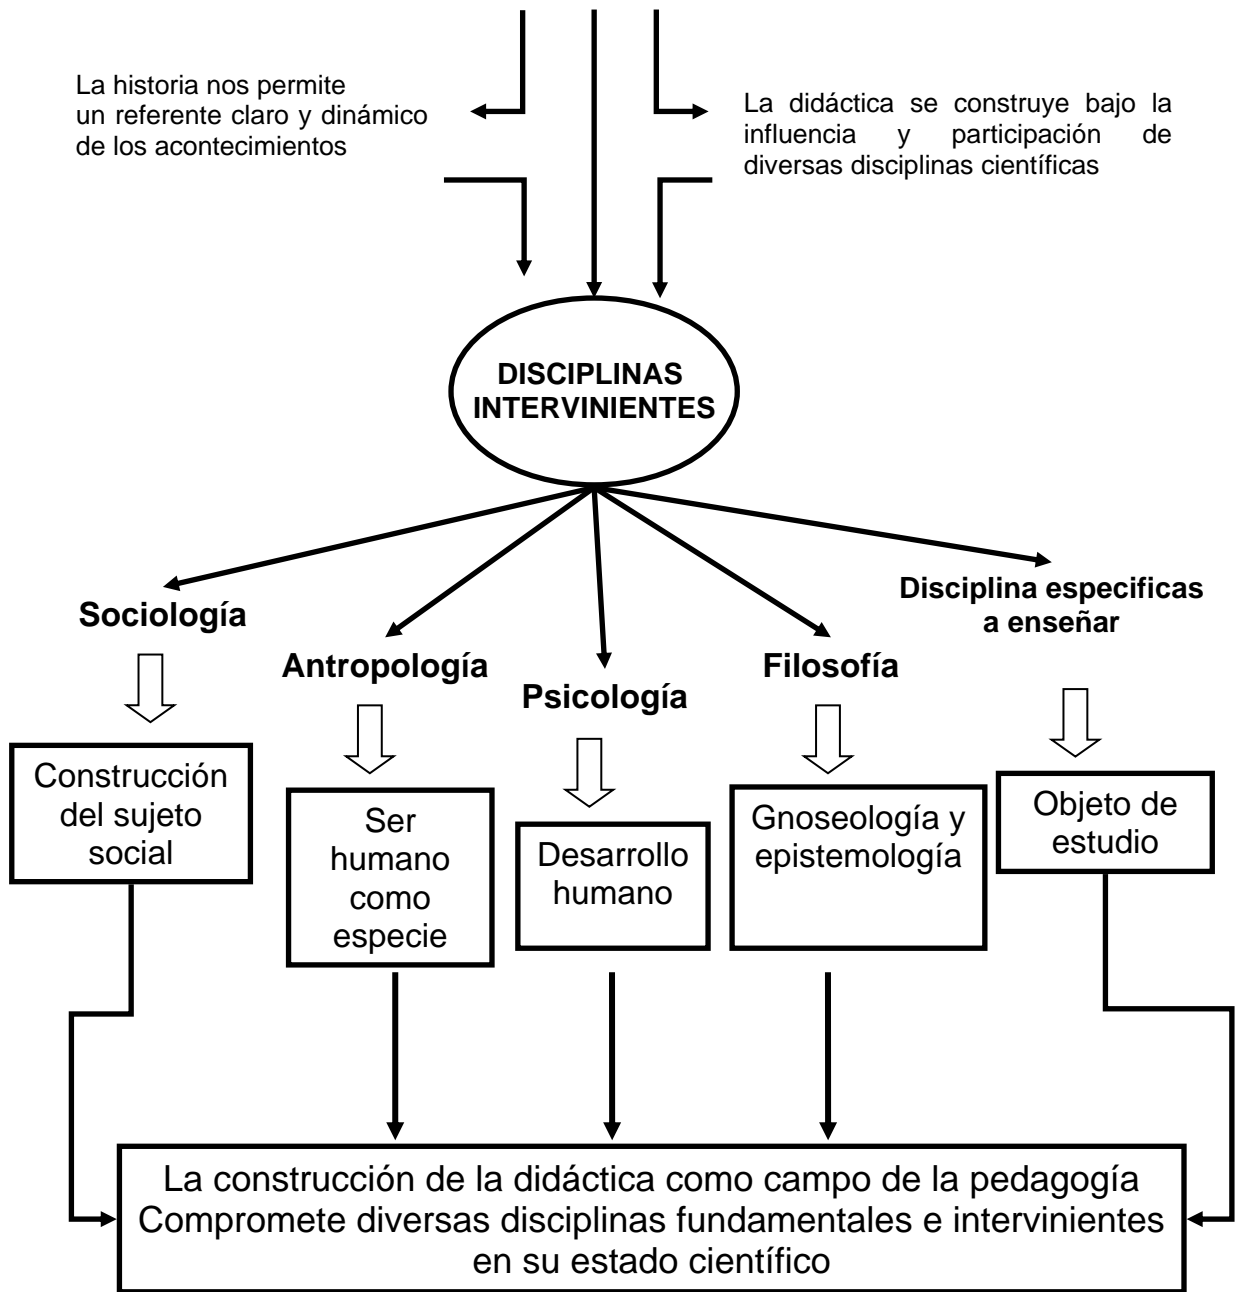 La historia nos permite
un referente claro y dinámico
de los acontecimientos
La didáctica se construye bajo la
influencia y participación de
diversas disciplinas científicas
DISCIPLINAS
INTERVINIENTES
Sociología
Antropología
Psicología
Filosofía
Disciplina especificas
a enseñar
Construcción
del sujeto
social
Ser
humano
como
especie
Desarrollo
humano
Gnoseología y
epistemología
Objeto de
estudio
La construcción de la didáctica como campo de la pedagogía
Compromete diversas disciplinas fundamentales e intervinientes
en su estado científico